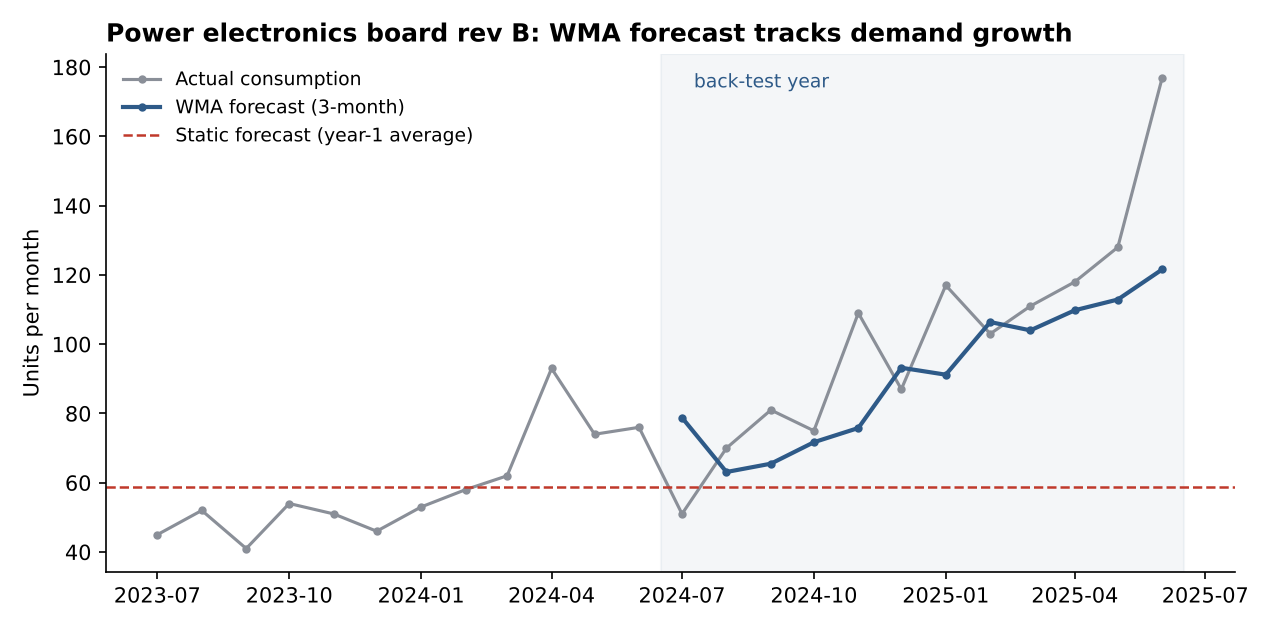 Power electronics board rev B: WMA forecast tracks demand growth
180
160
140
120
100
80
60
40
Units per month
Actual consumption
WMA forecast (3-month)
Static forecast (year-1 average)
back-test year
2023-07
2023-10
2024-01
2024-04
2024-07
2024-10
2025-01
2025-04
2025-07